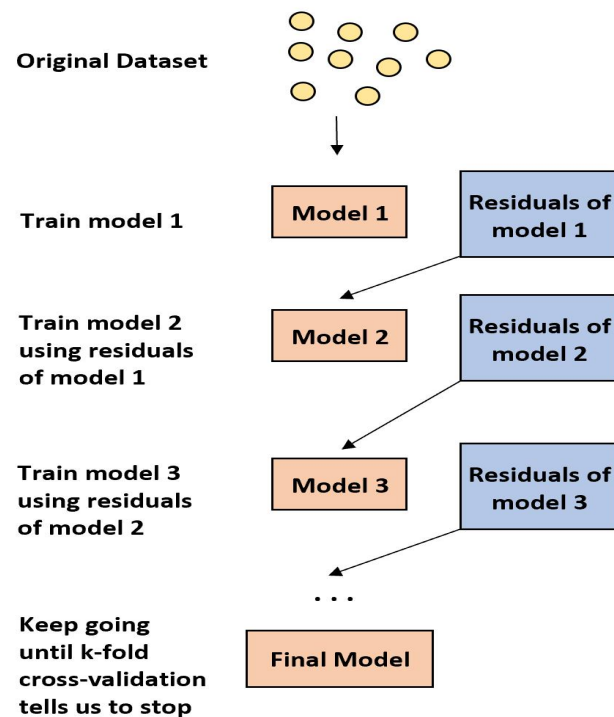 Original Dataset
Train model 1
Model 1
Residuals of
model 1
Train model 2
using residuals
of model 1
Model 2
Residuals of
model 2
Train model 3
using residuals
of model 2
Model 3
Residuals of
model 3
...
Keep going
until k-fold
cross-validation
tells us to stop
Final Model